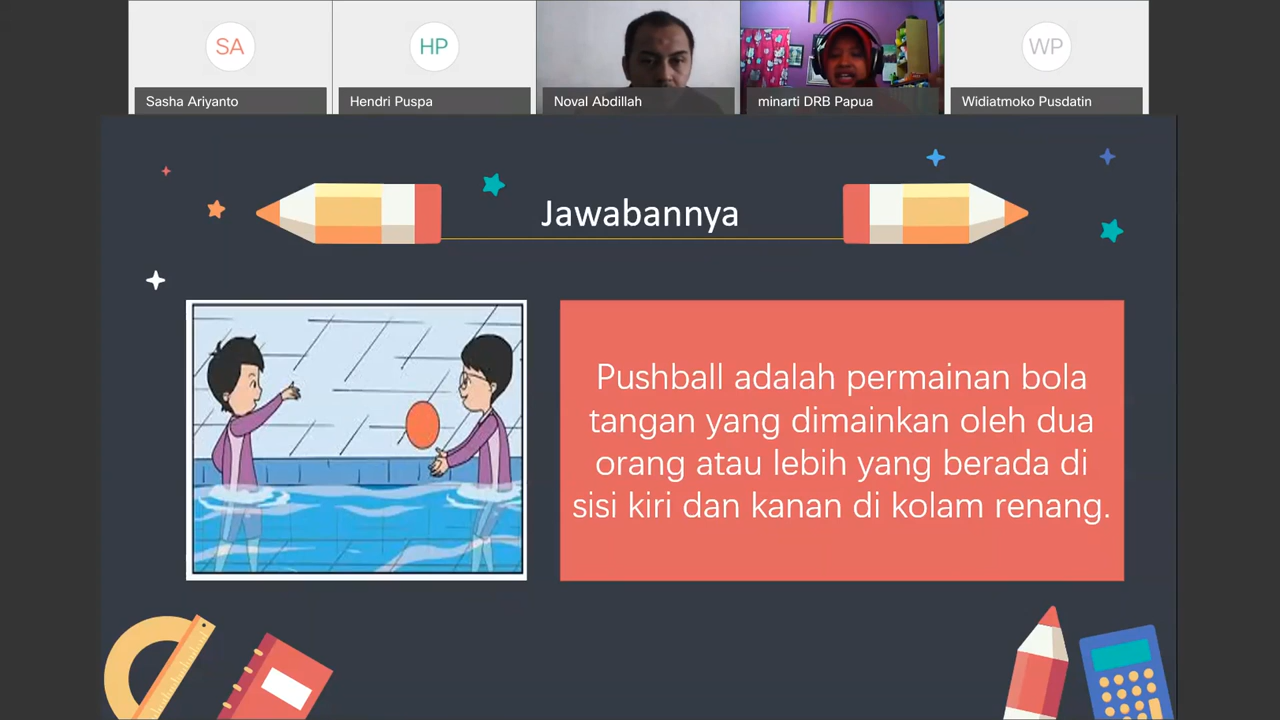 SA
HP
WP
Sasha Ariyanto
Hendri Puspa
Noval Abdillah
minarti DRB Papua
Widiatmoko Pusdatin
Jawabannya
Pushball adalah permainan bola
tangan yang dimainkan oleh dua
orang atau lebih yang berada di
sisi kiri dan kanan di kolam renang.